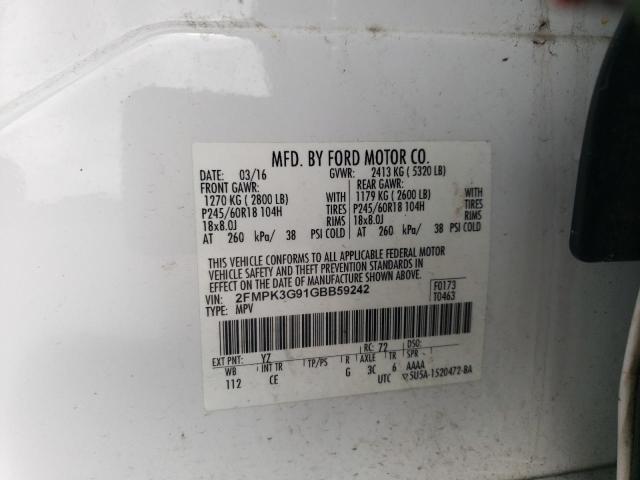 MFD. BY FORD MOTOR CO.
DATE: 03/16 GVWR: 2413 KG ( 5320 LB)
FRONT GAWR: REAR GAWR:
1270 KG ( 2800 LB) WITH 1179 KG ( 2600 LB) WITH
P245/60R18 104H TIRES P245/60R18 104H TIRES
18x8.0J RIMS 18x8.0J RIMS
AT 260 kPa/ 38 PSI COLD AT 260 kPa/ 38 PSI COLD
THIS VEHICLE CONFORMS TO ALL APPLICABLE FEDERAL MOTOR
VEHICLE SAFETY AND THEFT PREVENTION STANDARDS IN
EFFECT ON THE DATE OF MANUFACTURE SHOWN ABOVE.
VIN: 2FMPK3G91GBB59242 F0173
TYPE: MPV T0463
EXT PNT: YZ RC: 72 DSO:
WB INT TR TP/PS R AXLE TR SPR
112 CE G 3C 6 AAAA
UTC 5U5A-1520472-BA